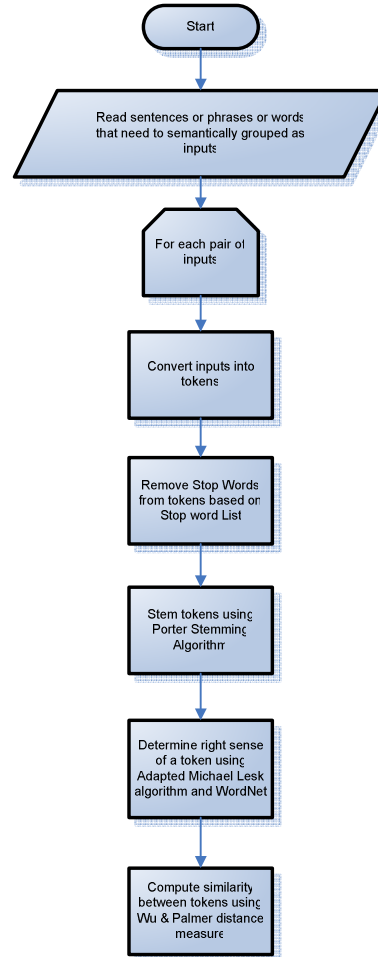 Start
Read sentences or phrases or words
that need to semantically grouped as
inputs
For each pair of
inputs
Convert inputs into
tokens
Remove Stop Words
from tokens based on
Stop word List
Stem tokens using
Porter Stemming
Algorithm
Determine right sense
of a token using
Adapted Michael Lesk
algorithm and WordNet
Compute similarity
between tokens using
Wu & Palmer distance
measure